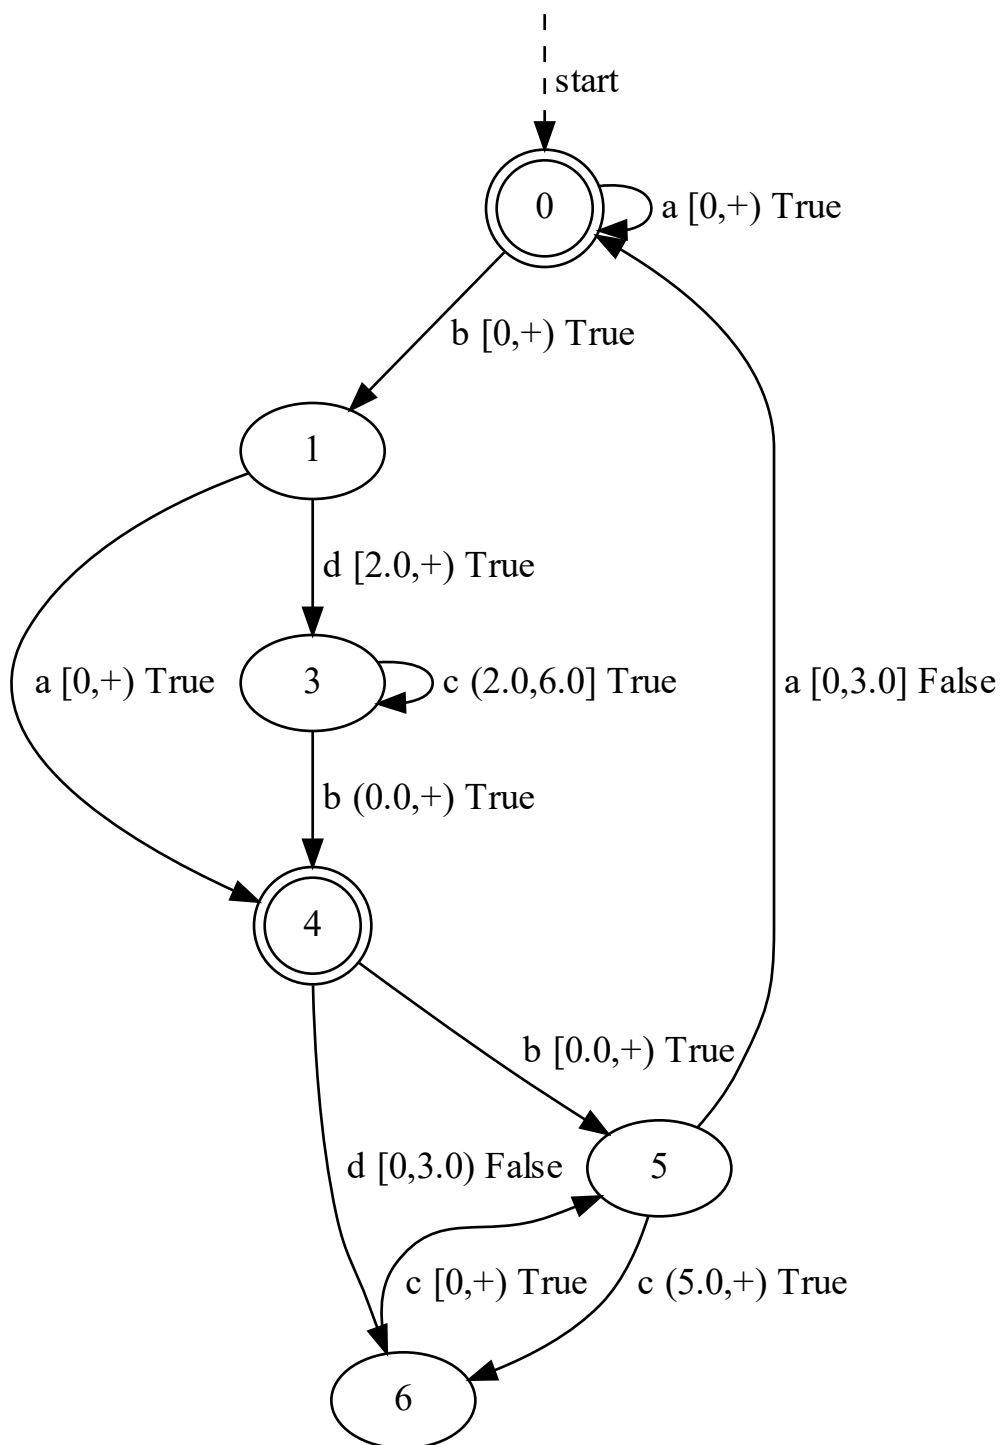 start
0
a [0,+) True
b [0,+) True
1
d [2.0,+) True
a [0,+) True
3
c (2.0,6.0] True
a [0,3.0] False
b (0.0,+) True
4
b [0.0,+) True
d [0,3.0) False
5
c [0,+) True
c (5.0,+) True
6